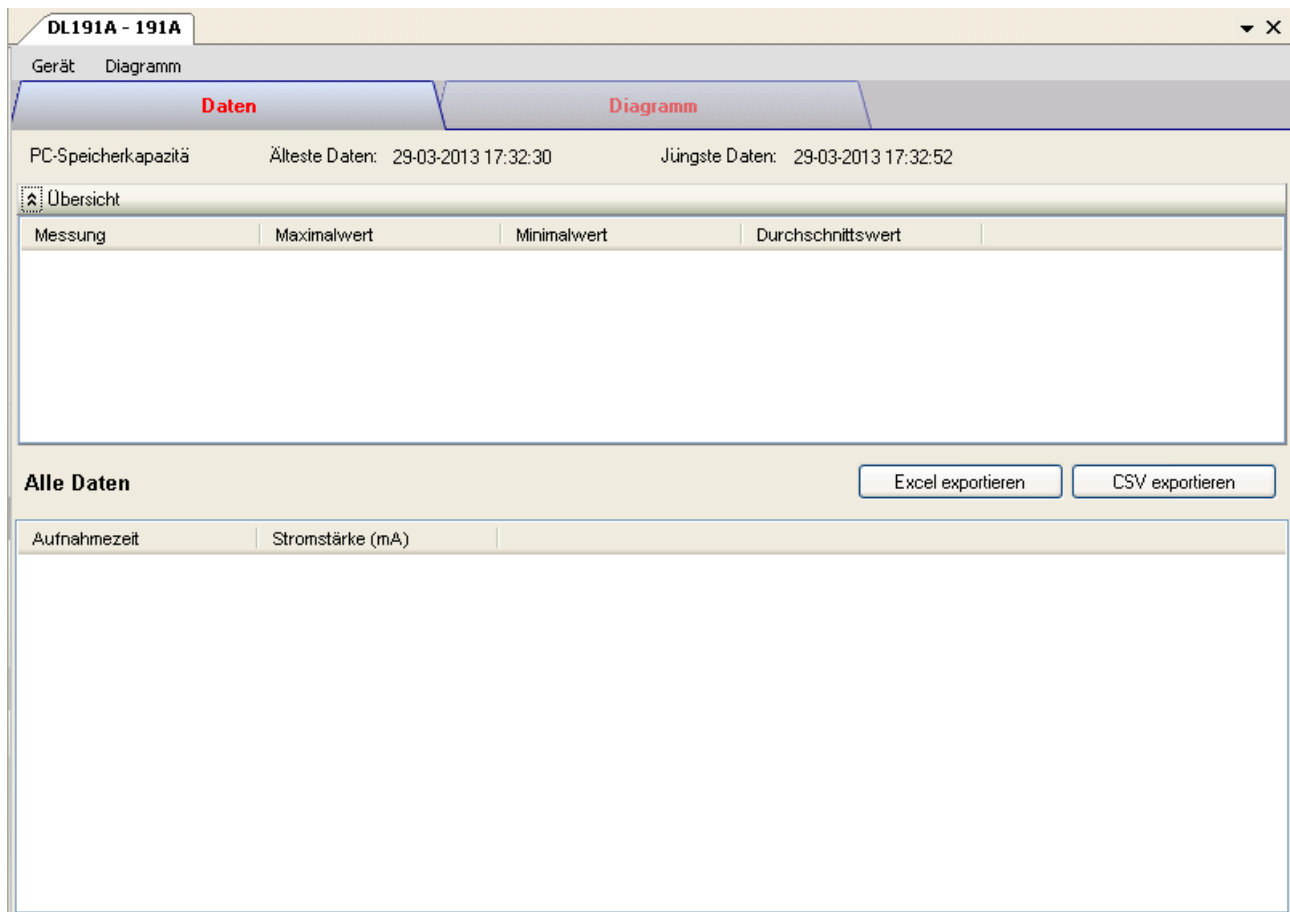 DL191A - 191A
Gerät Diagramm
Daten Diagramm
PC-Speicherkapazitä Älteste Daten: 29-03-2013 17:32:30 Jüngste Daten: 29-03-2013 17:32:52
Übersicht
Messung Maximalwert Minimalwert Durchschnittswert
Alle Daten Excel exportieren CSV exportieren
Aufnahmezeit Stromstärke (mA)